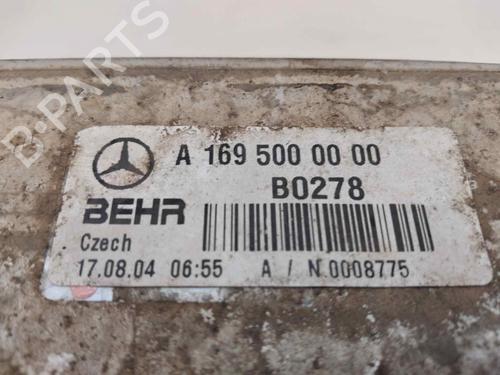 B-PARTS
A 169 500 00 00
B0278
BEHR
Czech
17.08.04 06:55 A / N 0008775